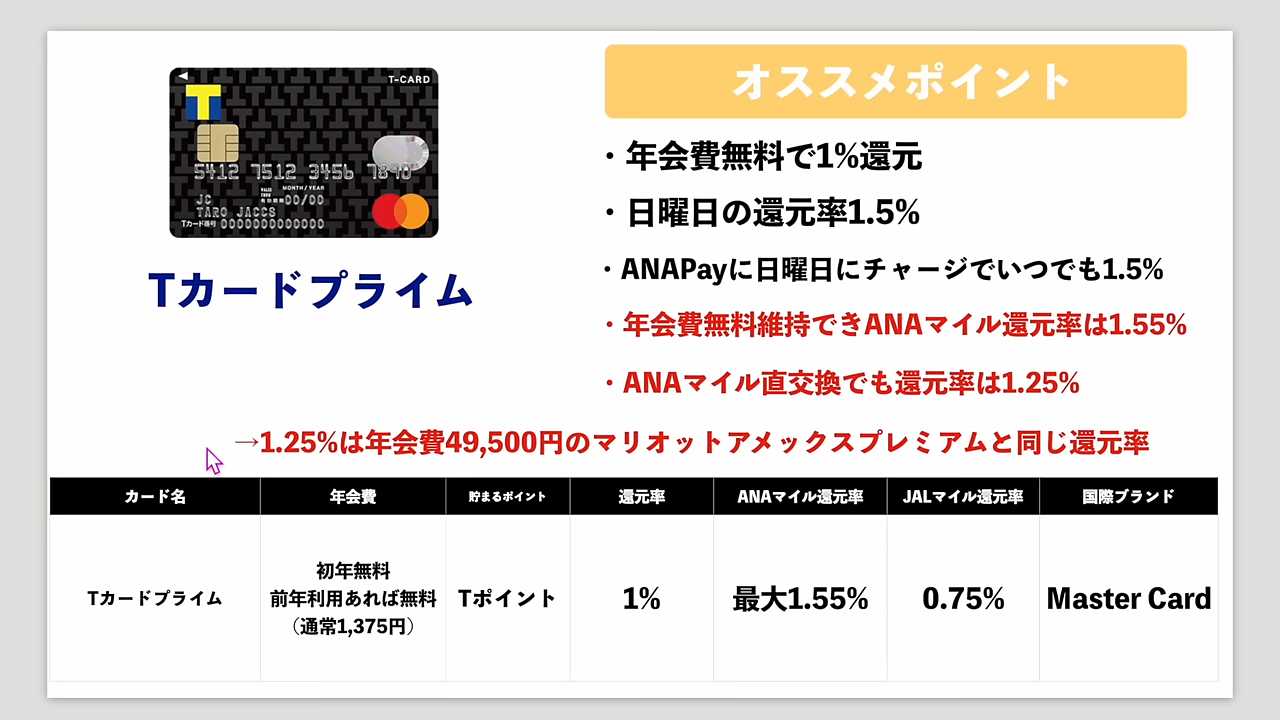 T-CARD
T
5412 7512 3456 7890
MONTH/YEAR
00/00
JC
TARO JACCS
Tカード番号 0000000000000
Tカードプライム
オススメポイント
・年会費無料で1%還元
・日曜日の還元率1.5%
・ANAPayに日曜日にチャージでいつでも1.5%
・年会費無料維持できANAマイル還元率は1.55%
・ANAマイル直交換でも還元率は1.25%
→1.25%は年会費49,500円のマリオットアメックスプレミアムと同じ還元率
カード名 年会費 貯まるポイント 還元率 ANAマイル還元率 JALマイル還元率 国際ブランド
Tカードプライム
初年無料
前年利用あれば無料
（通常1,375円）
Tポイント
1%
最大1.55%
0.75%
Master Card